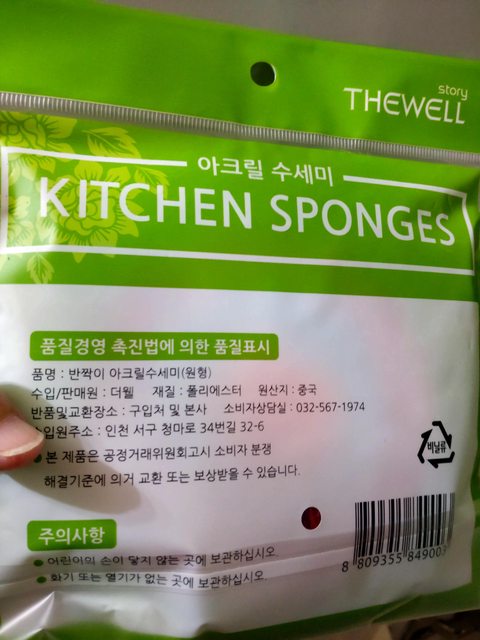 story
THEWELL
아크릴 수세미
KITCHEN SPONGES
품질경영 촉진법에 의한 품질표시
품명 : 반짝이 아크릴수세미(원형)
수입/판매원 : 더웰 재질 : 폴리에스터 원산지 : 중국
반품및교환장소 : 구입처 및 본사 소비자상담실 : 032-567-1974
수입원주소 : 인천 서구 청마로 34번길 32-6
● 본 제품은 공정거래위원회고시 소비자 분쟁
해결기준에 의거 교환 또는 보상받을 수 있습니다.
비닐류
주의사항
● 어린이의 손이 닿지 않는 곳에 보관하십시오.
● 화기 또는 열기가 없는 곳에 보관하십시오.
8 809355 849003